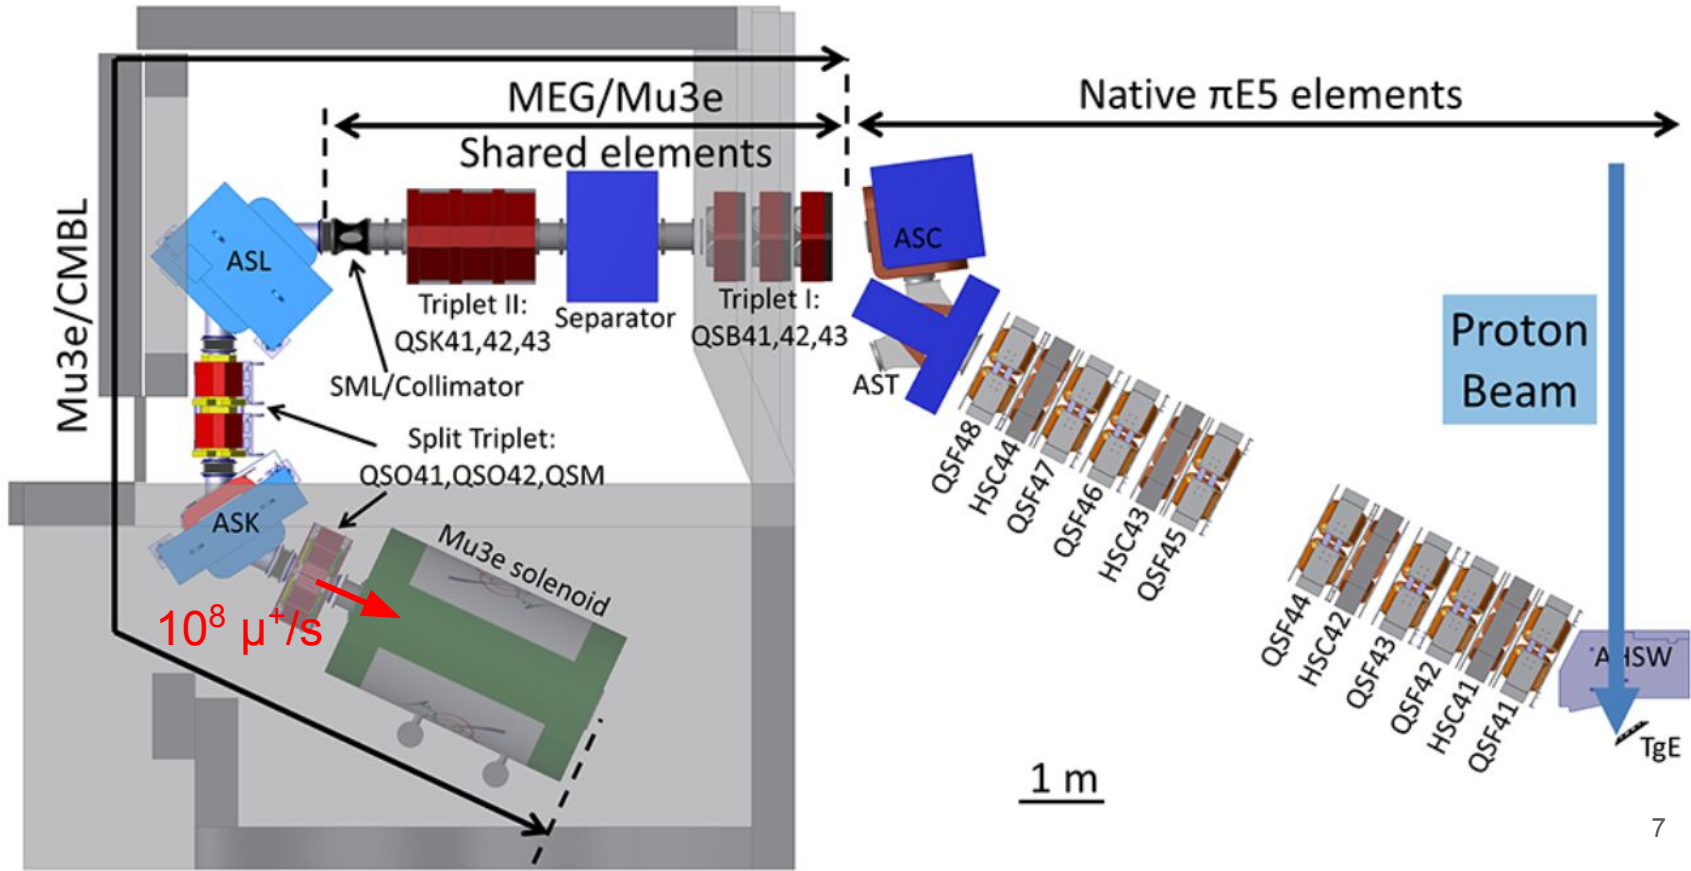 MEG/Mu3e
Shared elements
Native πE5 elements
Mu3e/CMBL
ASL
ASC
Triplet II:
QSK41,42,43
Separator
Triplet I:
QSB41,42,43
SML/Collimator
AST
Proton
Beam
Split Triplet:
QSO41,QSO42,QSM
ASK
Mu3e solenoid
10⁸ μ⁺/s
QSF48
HSC44
QSF47
QSF46
HSC43
QSF45
QSF44
HSC42
QSF43
QSF42
HSC41
QSF41
AHSW
TgE
1 m
7